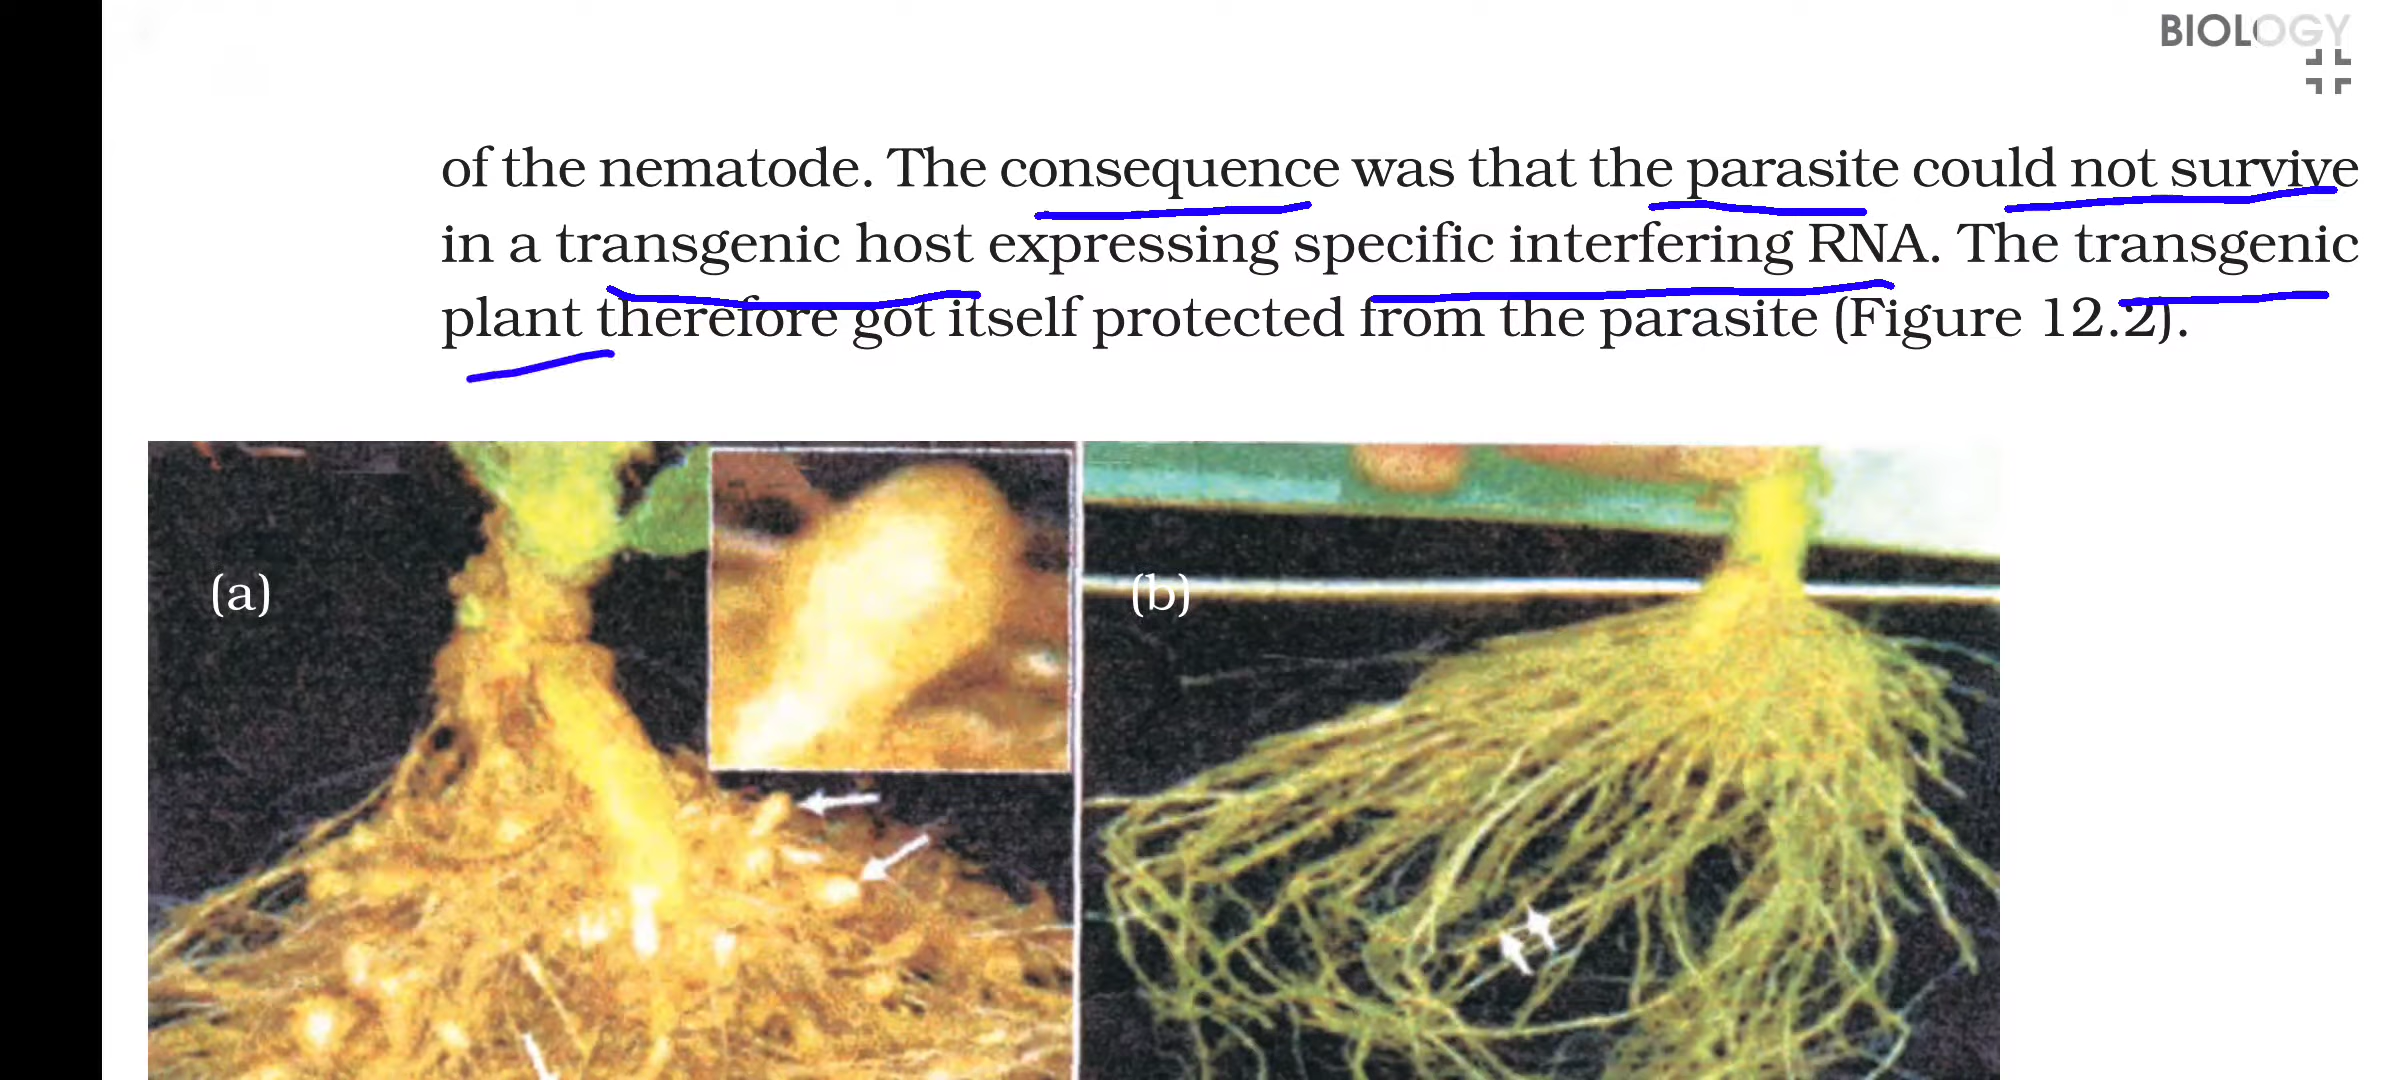 BIOLOGY
of the nematode. The consequence was that the parasite could not survive
in a transgenic host expressing specific interfering RNA. The transgenic
plant therefore got itself protected from the parasite (Figure 12.2).
(a)
(b)